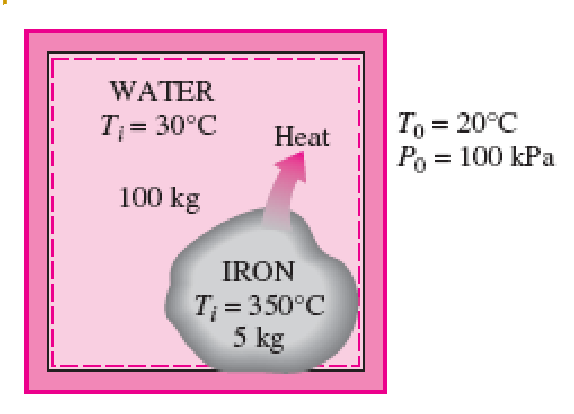 WATER
Tᵢ = 30°C
Heat
100 kg
IRON
Tᵢ = 350°C
5 kg
T₀ = 20°C
P₀ = 100 kPa